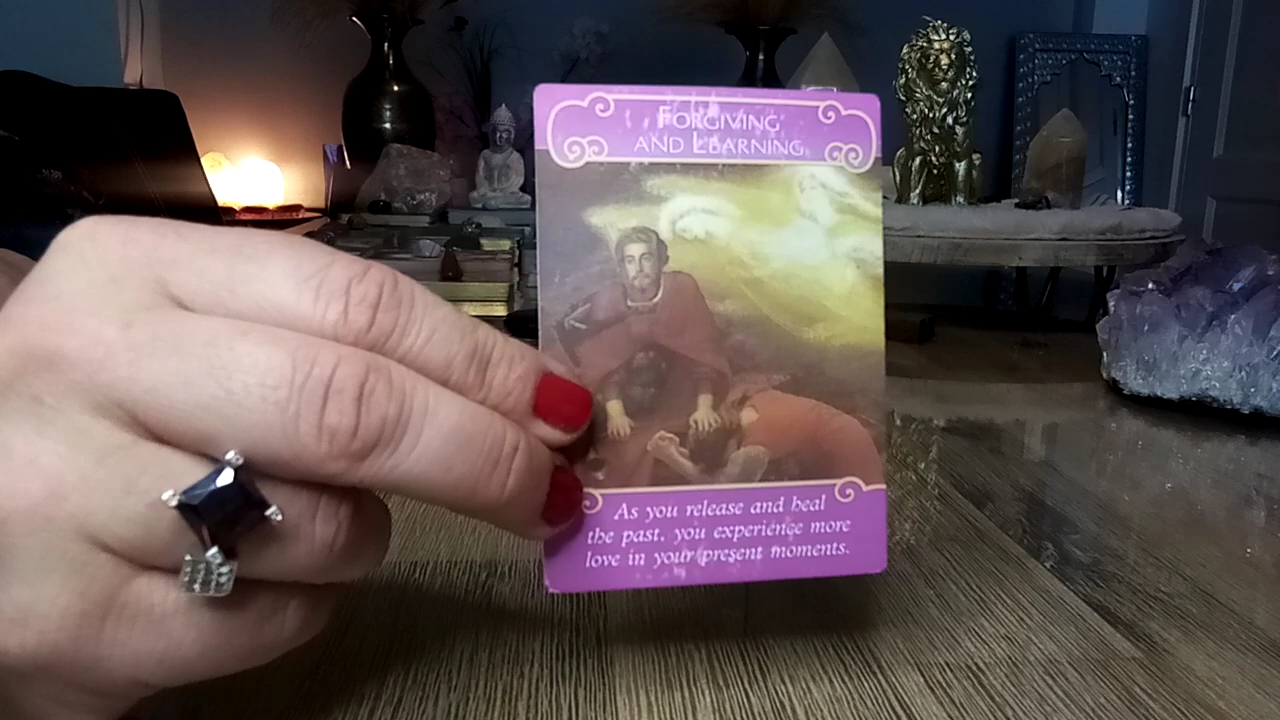 FORGIVING
AND LEARNING
As you release and heal
the past, you experience more
love in your present moments.